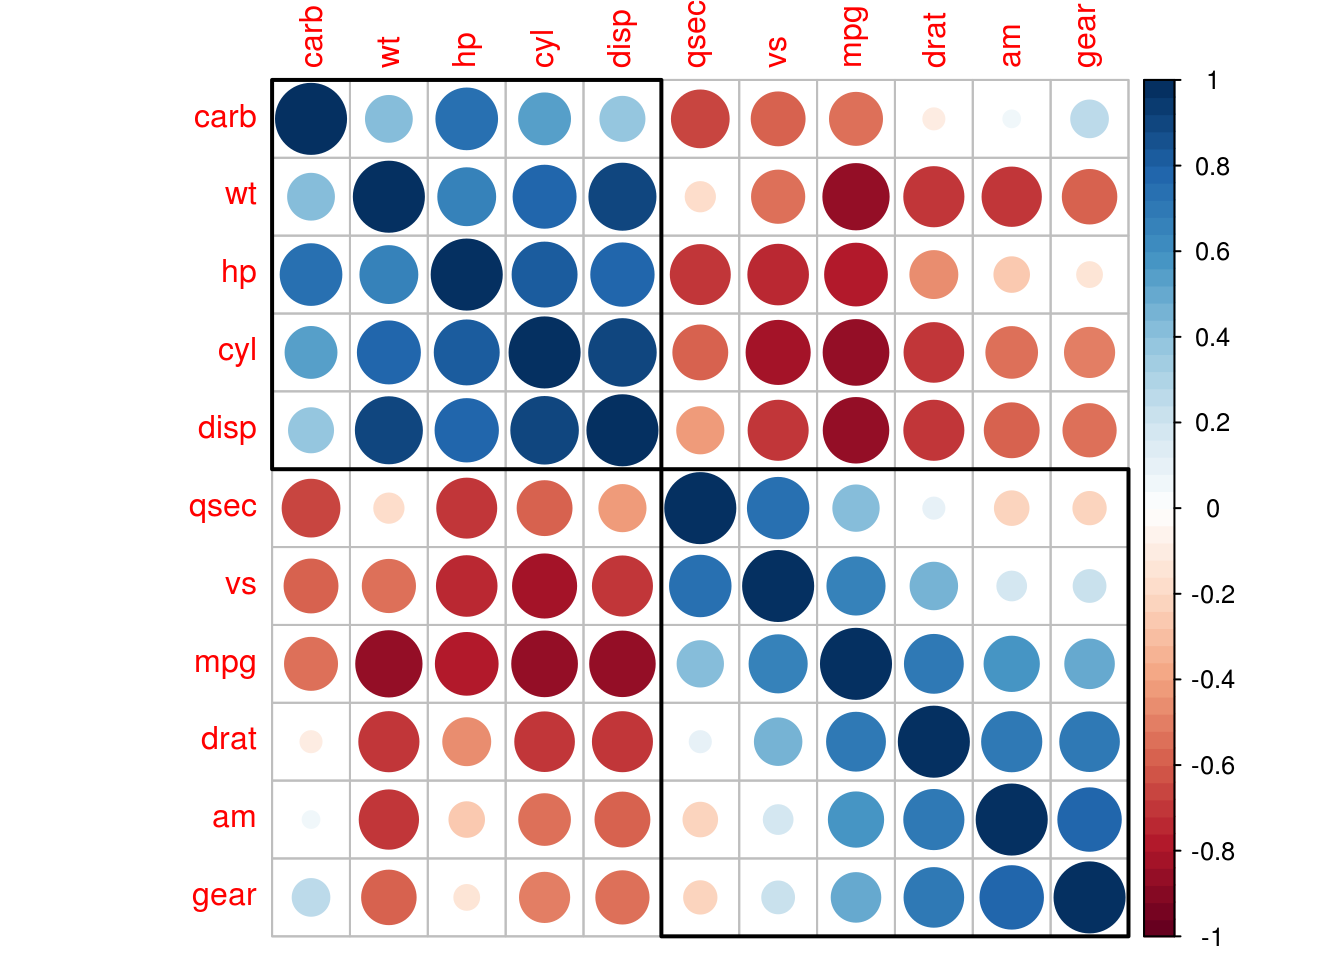 carb wt hp cyl disp qsec vs mpg drat am gear
carb
wt
hp
cyl
disp
qsec
vs
mpg
drat
am
gear
1
0.8
0.6
0.4
0.2
0
-0.2
-0.4
-0.6
-0.8
-1